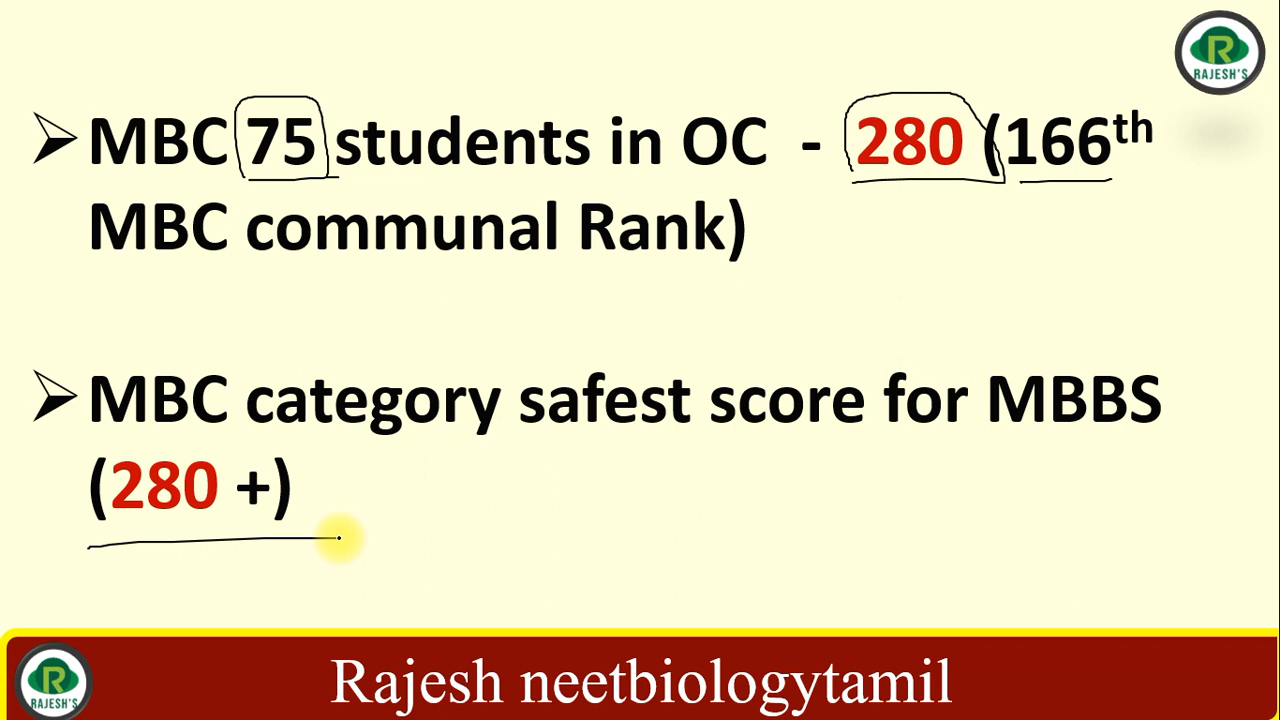 R
RAJESH'S
➢MBC 75 students in OC - 280 (166th
MBC communal Rank)
➢MBC category safest score for MBBS
(280 +)
R
RAJESH'S
Rajesh neetbiologytamil